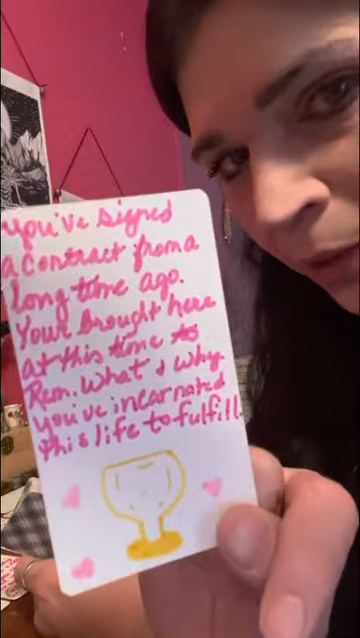 You've signed
a contract from a
long time ago.
Your brought here
at this time to
Rem. What & Why
you've incarnated
this life to fulfill.